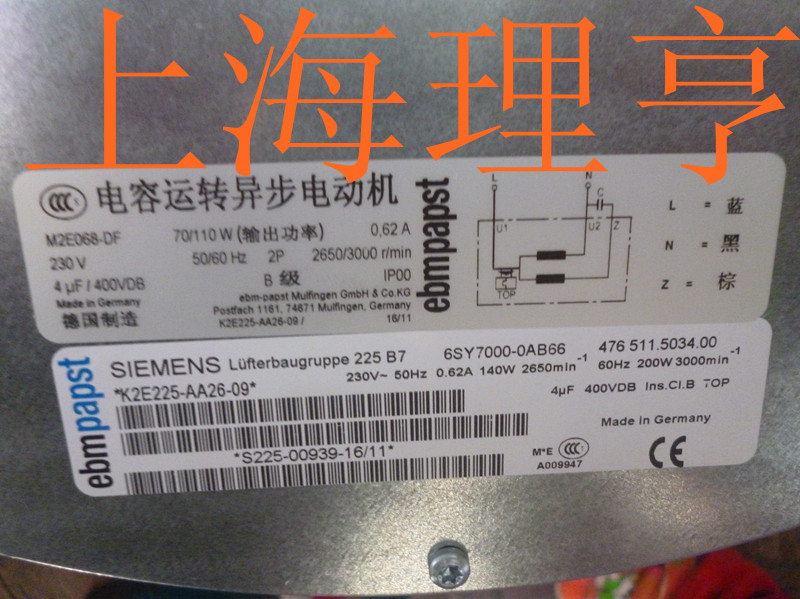 上海理亨
CCC 电容运转异步电动机
M2E068-DF 70/110 W (输出功率) 0,62 A
230 V 50/60 Hz 2P 2650/3000 r/min
4 µF / 400VDB B 级 IP00
Made in Germany ebm-papst Mulfingen GmbH & Co.KG
德国制造 Postfach 1161, 74671 Mulfingen, Germany
K2E225-AA26-09 / 16/11
ebmpapst
L N
C
U1 U2 Z
TOP
L = 蓝
N = 黑
Z = 棕
ebmpapst
SIEMENS Lüfterbaugruppe 225 B7 6SY7000-0AB66 476 511.5034.00
230V~ 50Hz 0.62A 140W 2650min-1 60Hz 200W 3000min-1
*K2E225-AA26-09* 4µF 400VDB Ins.Cl.B TOP
Made in Germany
*S225-00939-16/11* M*E CCC CE
A009947